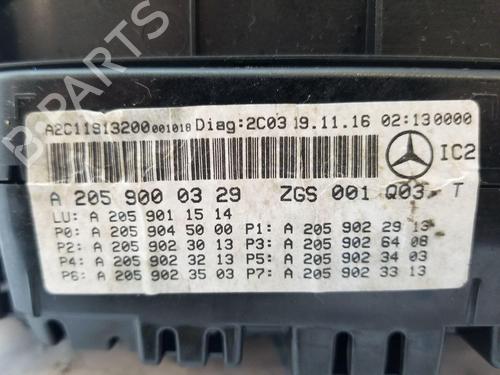 A2C11913200001018 Diag:2C03 19.11.16 02:130000
IC2
A 205 900 03 29 ZGS 001 Q03 T
LU: A 205 901 15 14
P0: A 205 904 50 00 P1: A 205 902 29 13
P2: A 205 902 30 13 P3: A 205 902 64 08
P4: A 205 902 32 13 P5: A 205 902 34 03
P6: A 205 902 35 03 P7: A 205 902 33 13